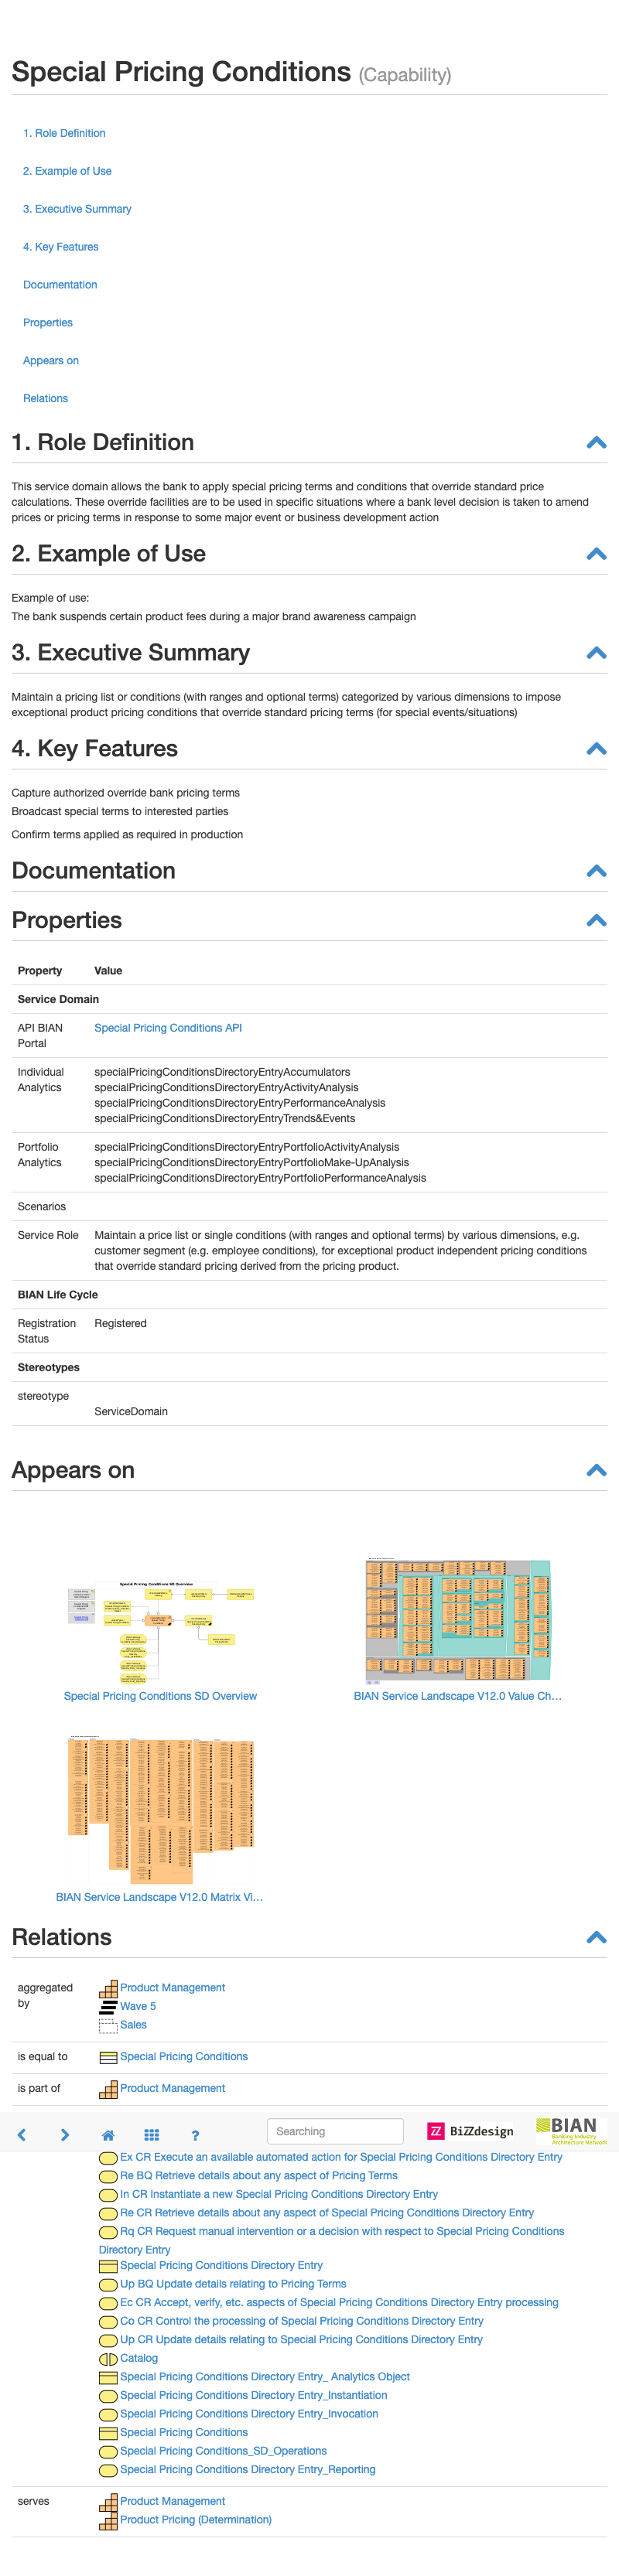 Special Pricing Conditions (Capability)
1. Role Definition
2. Example of Use
3. Executive Summary
4. Key Features
Documentation
Properties
Appears on
Relations
1. Role Definition
This service domain allows the bank to apply special pricing terms and conditions that override standard price
calculations. These override facilities are to be used in specific situations where a bank level decision is taken to amend
prices or pricing terms in response to some major event or business development action
2. Example of Use
Example of use:
The bank suspends certain product fees during a major brand awareness campaign
3. Executive Summary
Maintain a pricing list or conditions (with ranges and optional terms) categorized by various dimensions to impose
exceptional product pricing conditions that override standard pricing terms (for special events/situations)
4. Key Features
Capture authorized override bank pricing terms
Broadcast special terms to interested parties
Confirm terms applied as required in production
Documentation
Properties
Property Value
Service Domain
API BIAN
Portal
Special Pricing Conditions API
Individual
Analytics
specialPricingConditionsDirectoryEntryAccumulators
specialPricingConditionsDirectoryEntryActivityAnalysis
specialPricingConditionsDirectoryEntryPerformanceAnalysis
specialPricingConditionsDirectoryEntryTrends&Events
Portfolio
Analytics
specialPricingConditionsDirectoryEntryPortfolioActivityAnalysis
specialPricingConditionsDirectoryEntryPortfolioMake-UpAnalysis
specialPricingConditionsDirectoryEntryPortfolioPerformanceAnalysis
Scenarios
Service Role
Maintain a price list or single conditions (with ranges and optional terms) by various dimensions, e.g.
customer segment (e.g. employee conditions), for exceptional product independent pricing conditions
that override standard pricing derived from the pricing product.
BIAN Life Cycle
Registration
Status
Registered
Stereotypes
stereotype
ServiceDomain
Appears on
Special Pricing Conditions SD Overview
Special Pricing Conditions SD Overview
BIAN Service Landscape V12.0 Value Ch...
BIAN Service Landscape V12.0 Matrix Vi...
Relations
aggregated
by
Product Management
Wave 5
Sales
is equal to
Special Pricing Conditions
is part of
Product Management
Searching
BiZZdesign
BIAN
Banking Industry
Architecture Network
Ex CR Execute an available automated action for Special Pricing Conditions Directory Entry
Re BQ Retrieve details about any aspect of Pricing Terms
In CR Instantiate a new Special Pricing Conditions Directory Entry
Re CR Retrieve details about any aspect of Special Pricing Conditions Directory Entry
Rq CR Request manual intervention or a decision with respect to Special Pricing Conditions
Directory Entry
Special Pricing Conditions Directory Entry
Up BQ Update details relating to Pricing Terms
Ec CR Accept, verify, etc. aspects of Special Pricing Conditions Directory Entry processing
Co CR Control the processing of Special Pricing Conditions Directory Entry
Up CR Update details relating to Special Pricing Conditions Directory Entry
Catalog
Special Pricing Conditions Directory Entry_ Analytics Object
Special Pricing Conditions Directory Entry_Instantiation
Special Pricing Conditions Directory Entry_Invocation
Special Pricing Conditions
Special Pricing Conditions_SD_Operations
Special Pricing Conditions Directory Entry_Reporting
serves
Product Management
Product Pricing (Determination)